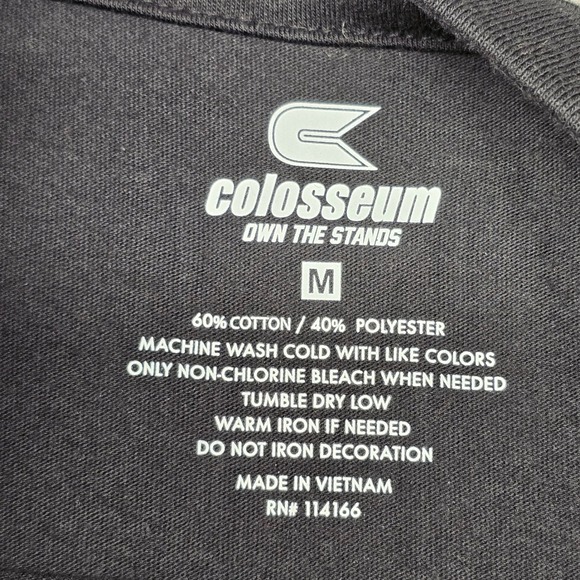 colosseum
OWN THE STANDS
M
60% COTTON / 40% POLYESTER
MACHINE WASH COLD WITH LIKE COLORS
ONLY NON-CHLORINE BLEACH WHEN NEEDED
TUMBLE DRY LOW
WARM IRON IF NEEDED
DO NOT IRON DECORATION
MADE IN VIETNAM
RN# 114166